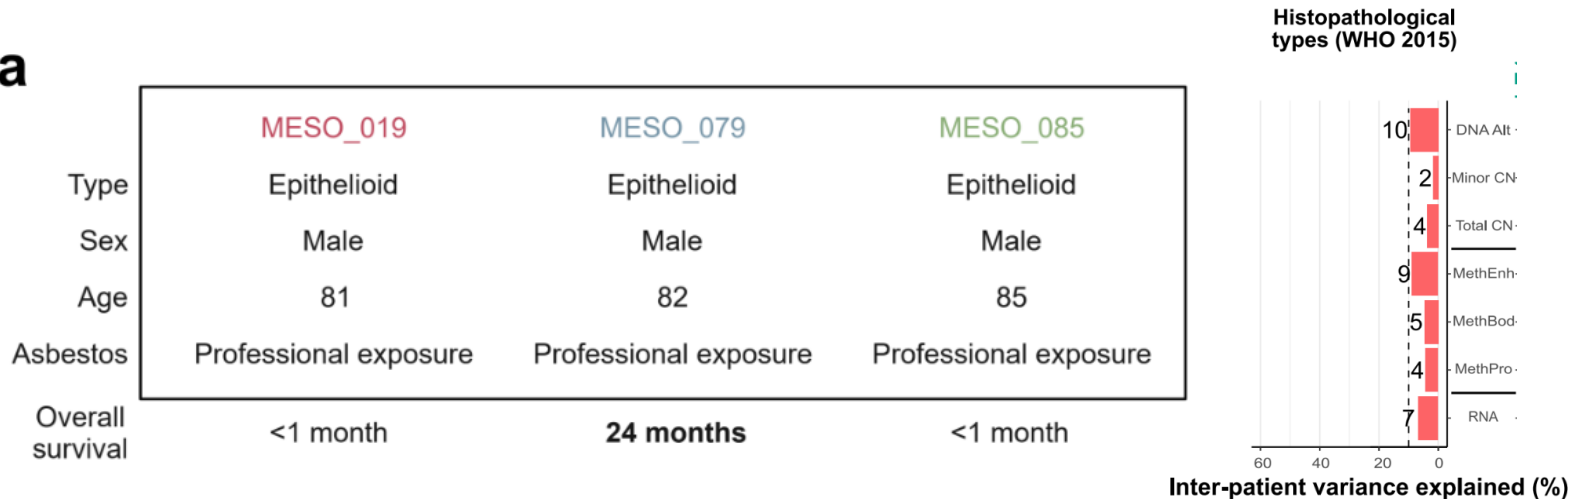 a
MESO_019 MESO_079 MESO_085
Type Epithelioid Epithelioid Epithelioid
Sex Male Male Male
Age 81 82 85
Asbestos Professional exposure Professional exposure Professional exposure
Overall
survival <1 month 24 months <1 month
Histopathological
types (WHO 2015)
10 DNA Alt
2 Minor CN
4 Total CN
9 MethEnh
5 MethBod
4 MethPro
7 RNA
60 40 20 0
Inter-patient variance explained (%)